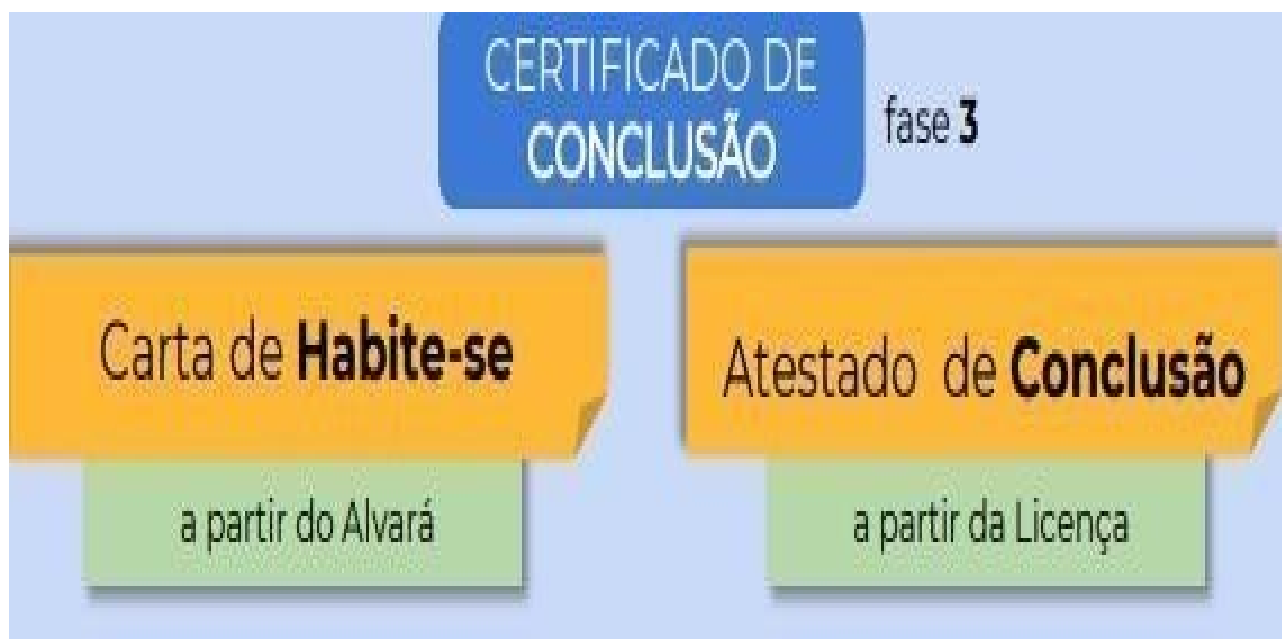 CERTIFICADO DE
CONCLUSÃO
fase 3
Carta de Habite-se
Atestado de Conclusão
a partir do Alvará
a partir da Licença